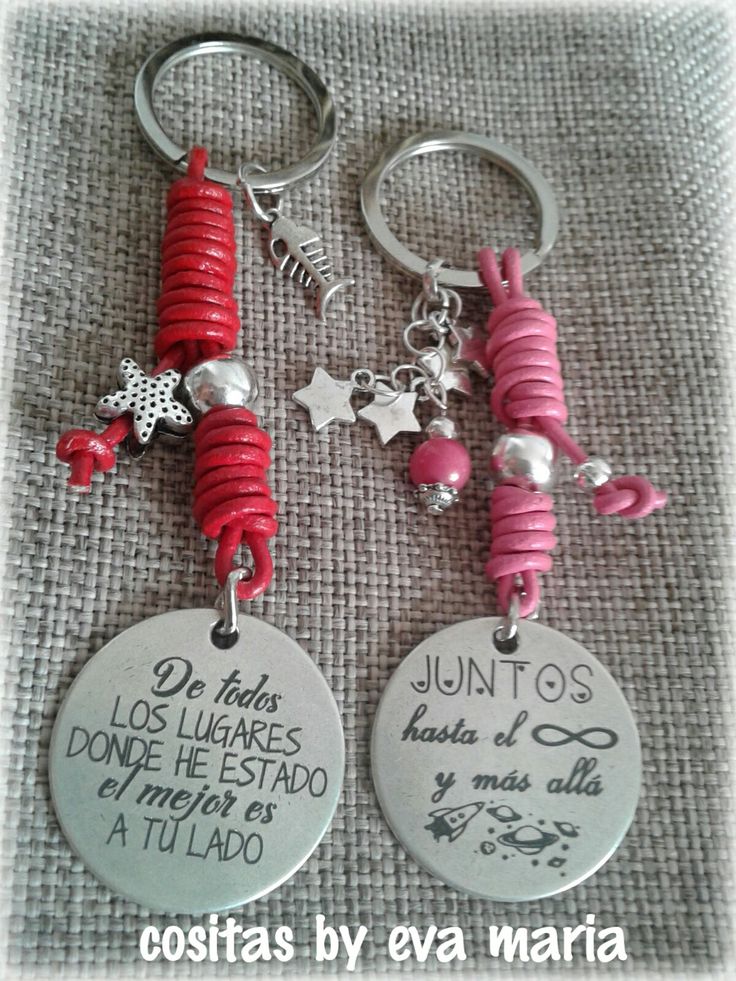 De todos
LOS LUGARES
DONDE HE ESTADO
el mejor es
A TU LADO
JUNTOS
hasta el ∞
y más allá
cositas by eva maria